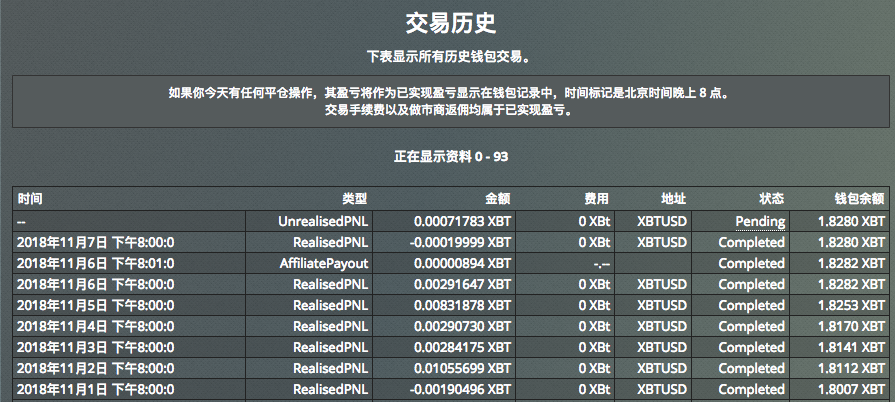 交易历史
下表显示所有历史钱包交易。
如果你今天有任何平仓操作，其盈亏将作为已实现盈亏显示在钱包记录中，时间标记是北京时间晚上 8 点。
交易手续费以及做市商返佣均属于已实现盈亏。
正在显示资料 0 - 93
时间 类型 金额 费用 地址 状态 钱包余额
-- UnrealisedPNL 0.00071783 XBT 0 XBt XBTUSD Pending 1.8280 XBT
2018年11月7日 下午8:00:0 RealisedPNL -0.00019999 XBT 0 XBt XBTUSD Completed 1.8280 XBT
2018年11月6日 下午8:01:0 AffiliatePayout 0.00000894 XBT -.-- Completed 1.8282 XBT
2018年11月6日 下午8:00:0 RealisedPNL 0.00291647 XBT 0 XBt XBTUSD Completed 1.8282 XBT
2018年11月5日 下午8:00:0 RealisedPNL 0.00831878 XBT 0 XBt XBTUSD Completed 1.8253 XBT
2018年11月4日 下午8:00:0 RealisedPNL 0.00290730 XBT 0 XBt XBTUSD Completed 1.8170 XBT
2018年11月3日 下午8:00:0 RealisedPNL 0.00284175 XBT 0 XBt XBTUSD Completed 1.8141 XBT
2018年11月2日 下午8:00:0 RealisedPNL 0.01055699 XBT 0 XBt XBTUSD Completed 1.8112 XBT
2018年11月1日 下午8:00:0 RealisedPNL -0.00190496 XBT 0 XBt XBTUSD Completed 1.8007 XBT